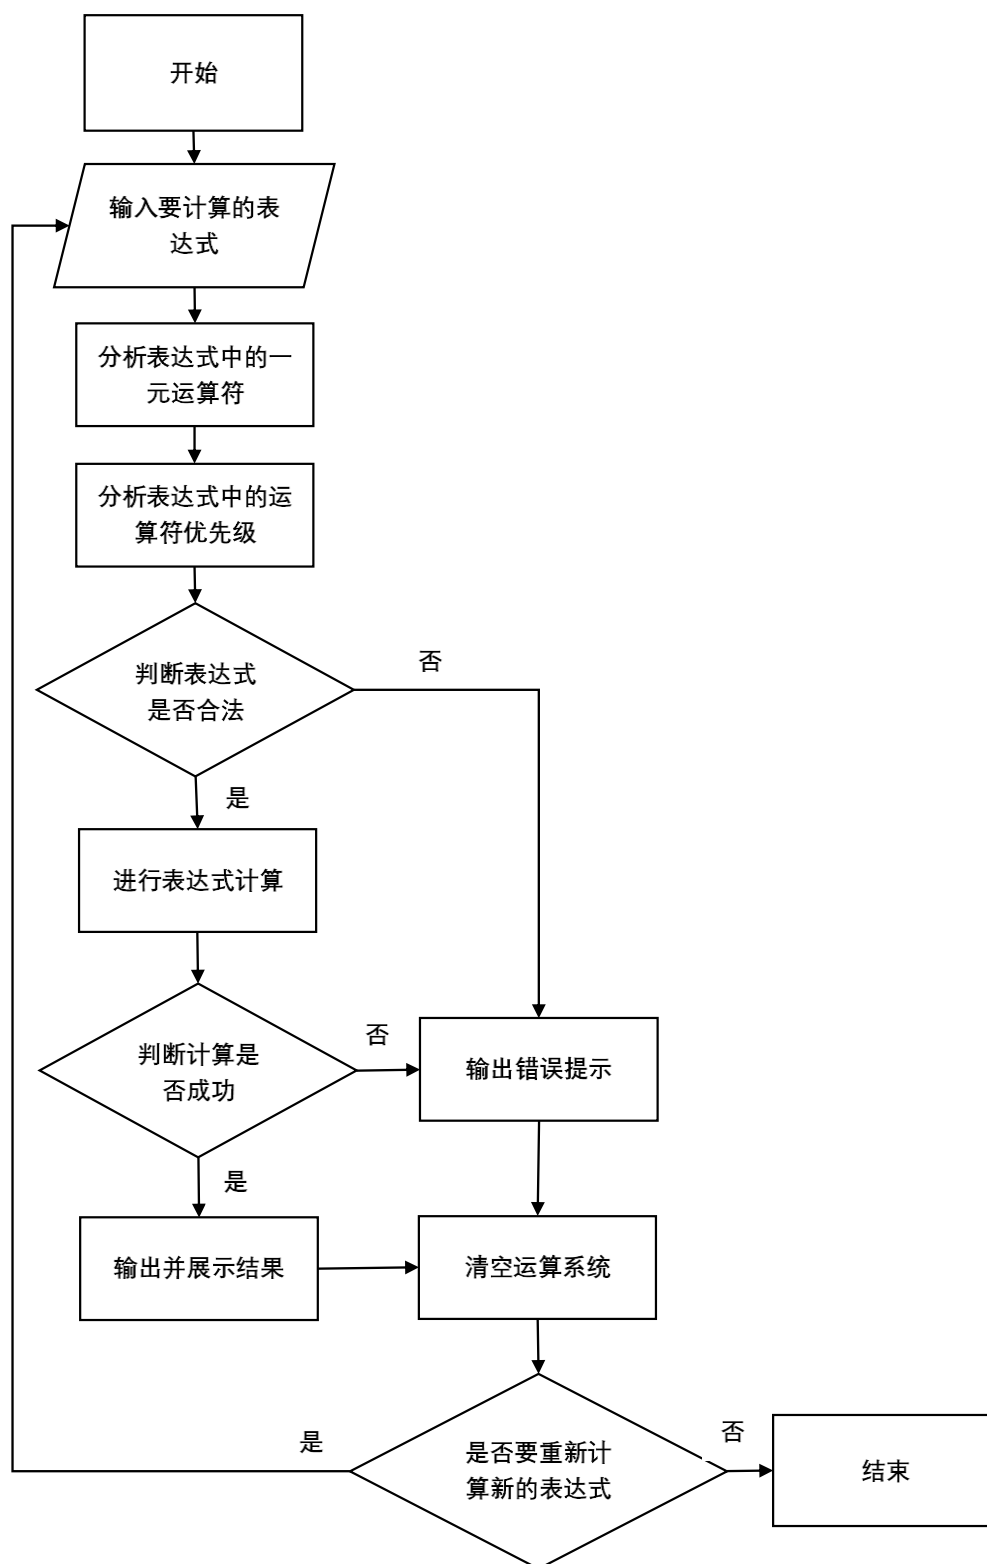 开始
输入要计算的表
达式
分析表达式中的一
元运算符
分析表达式中的运
算符优先级
判断表达式
是否合法
否
是
进行表达式计算
判断计算是
否成功
否
输出错误提示
是
输出并展示结果
清空运算系统
是
是否要重新计
算新的表达式
否
结束